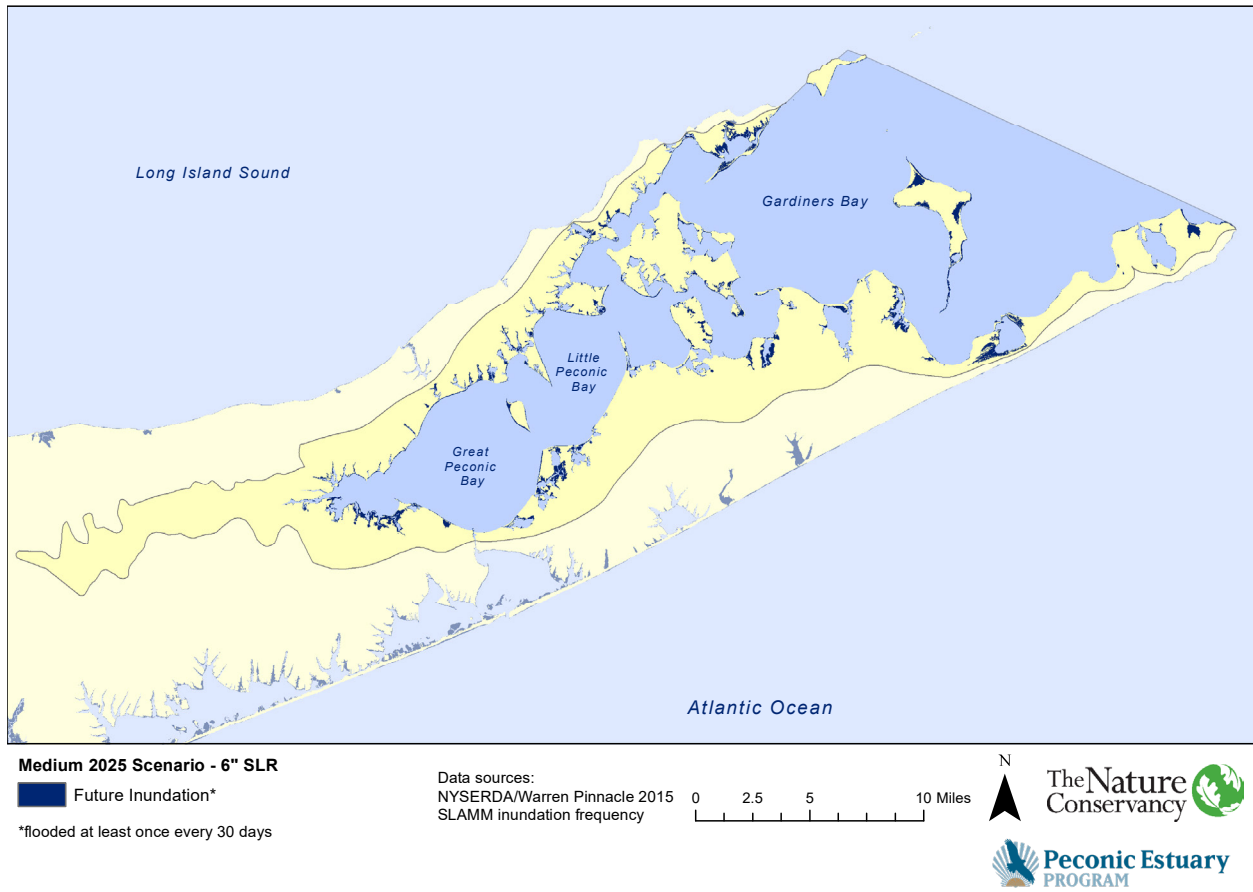 Long Island Sound
Gardiners Bay
Little
Peconic
Bay
Great
Peconic
Bay
Atlantic Ocean
Medium 2025 Scenario - 6" SLR
Future Inundation*
*flooded at least once every 30 days
Data sources:
NYSERDA/Warren Pinnacle 2015
SLAMM inundation frequency
0 2.5 5 10 Miles
N
The Nature
Conservancy
Peconic Estuary
PROGRAM